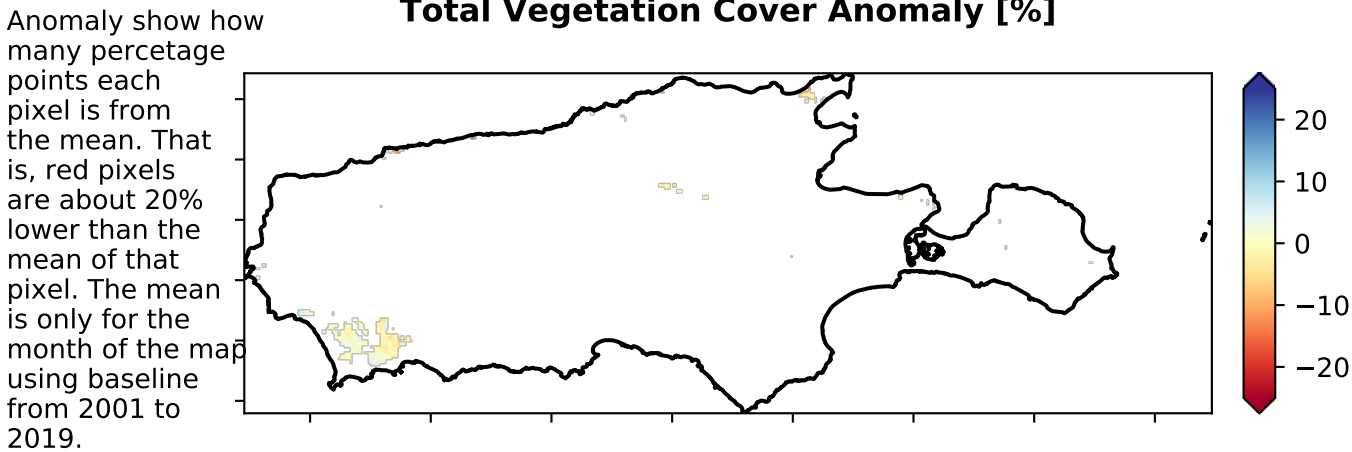 Total Vegetation Cover Anomaly [%]
Anomaly show how
many percetage
points each
pixel is from
the mean. That
is, red pixels
are about 20%
lower than the
mean of that
pixel. The mean
is only for the
month of the map
using baseline
from 2001 to
2019.
20
10
0
−10
−20